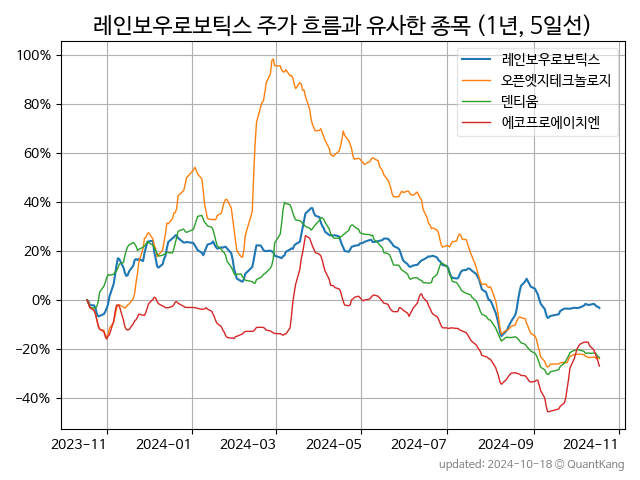 레인보우로보틱스 주가 흐름과 유사한 종목 (1년, 5일선)
레인보우로보틱스
오픈엣지테크놀로지
덴티움
에코프로에이치엔
100%
80%
60%
40%
20%
0%
−20%
−40%
2023-11
2024-01
2024-03
2024-05
2024-07
2024-09
2024-11
updated: 2024-10-18 © QuantKang